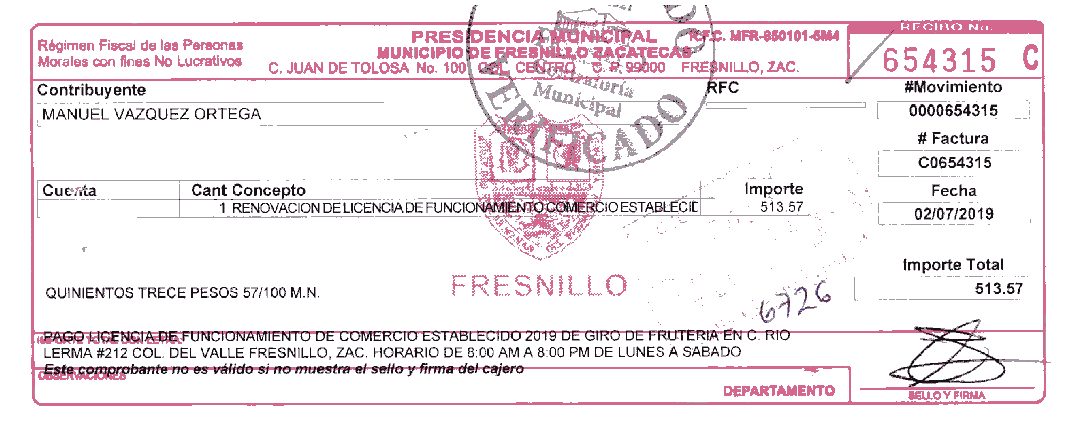 RECIBO No.
Régimen Fiscal de las Personas
Morales con fines No Lucrativos
PRESIDENCIA MUNICIPAL R.F.C. MFR-850101-6M4
MUNICIPIO DE FRESNILLO ZACATECAS
C. JUAN DE TOLOSA No. 100 COL. CENTRO C. P. 99000 FRESNILLO, ZAC.
654315 C
Contraloría
Municipal
VERIFICADO
Contribuyente RFC #Movimiento
MANUEL VAZQUEZ ORTEGA 0000654315
# Factura
C0654315
Cuenta Cant Concepto Importe Fecha
1 RENOVACION DE LICENCIA DE FUNCIONAMIENTO COMERCIO ESTABLECID 513.57 02/07/2019
Importe Total
FRESNILLO
513.57
QUINIENTOS TRECE PESOS 57/100 M.N.
6726
PAGO LICENCIA DE FUNCIONAMIENTO DE COMERCIO ESTABLECIDO 2019 DE GIRO DE FRUTERIA EN C. RIO
LERMA #212 COL. DEL VALLE FRESNILLO, ZAC. HORARIO DE 8:00 AM A 8:00 PM DE LUNES A SABADO
Este comprobante no es válido si no muestra el sello y firma del cajero
OBSERVACIONES
DEPARTAMENTO
SELLO Y FIRMA